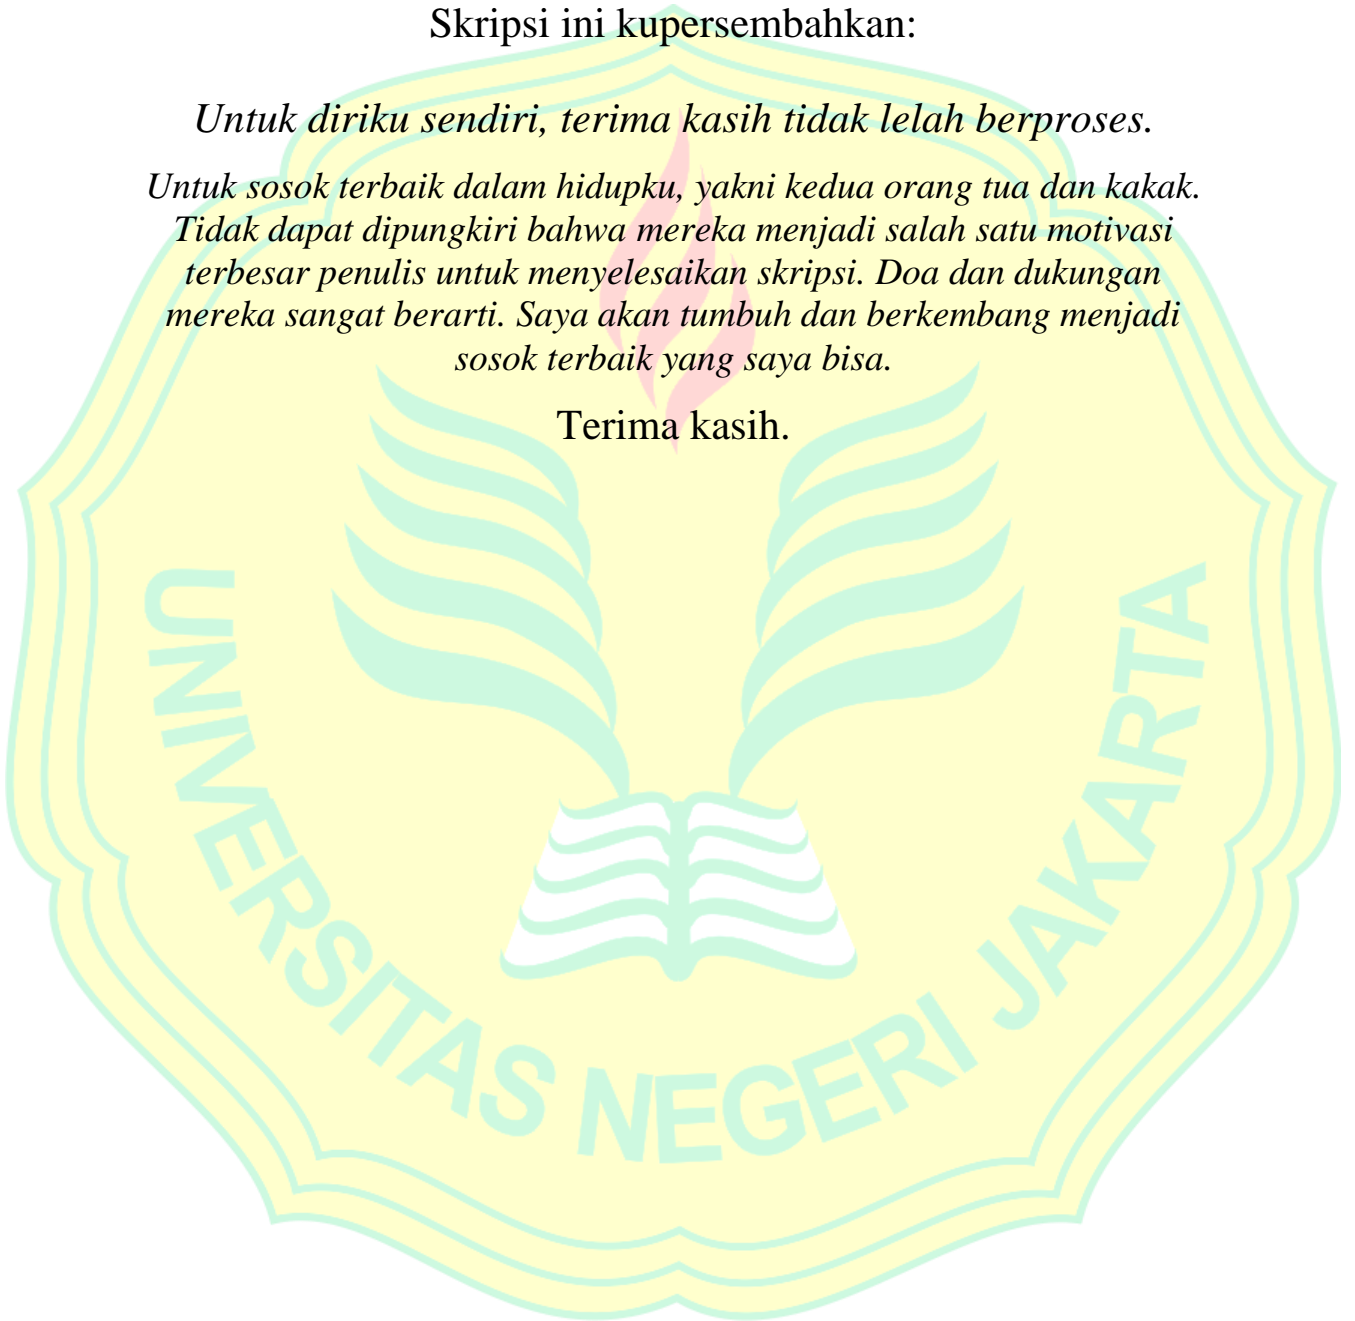 Skripsi ini kupersembahkan:
Untuk diriku sendiri, terima kasih tidak lelah berproses.
Untuk sosok terbaik dalam hidupku, yakni kedua orang tua dan kakak.
Tidak dapat dipungkiri bahwa mereka menjadi salah satu motivasi
terbesar penulis untuk menyelesaikan skripsi. Doa dan dukungan
mereka sangat berarti. Saya akan tumbuh dan berkembang menjadi
sosok terbaik yang saya bisa.
Terima kasih.
UNIVERSITAS NEGERI JAKARTA